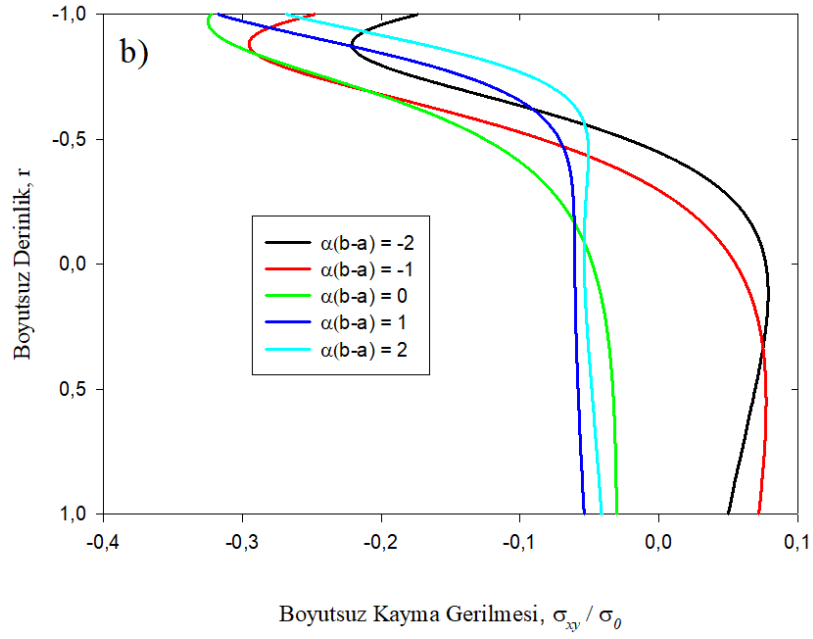 b)
-1,0
-0,5
0,0
0,5
1,0
Boyutsuz Derinlik, r
α(b-a) = -2
α(b-a) = -1
α(b-a) = 0
α(b-a) = 1
α(b-a) = 2
-0,4 -0,3 -0,2 -0,1 0,0 0,1
Boyutsuz Kayma Gerilmesi, σxy / σ0